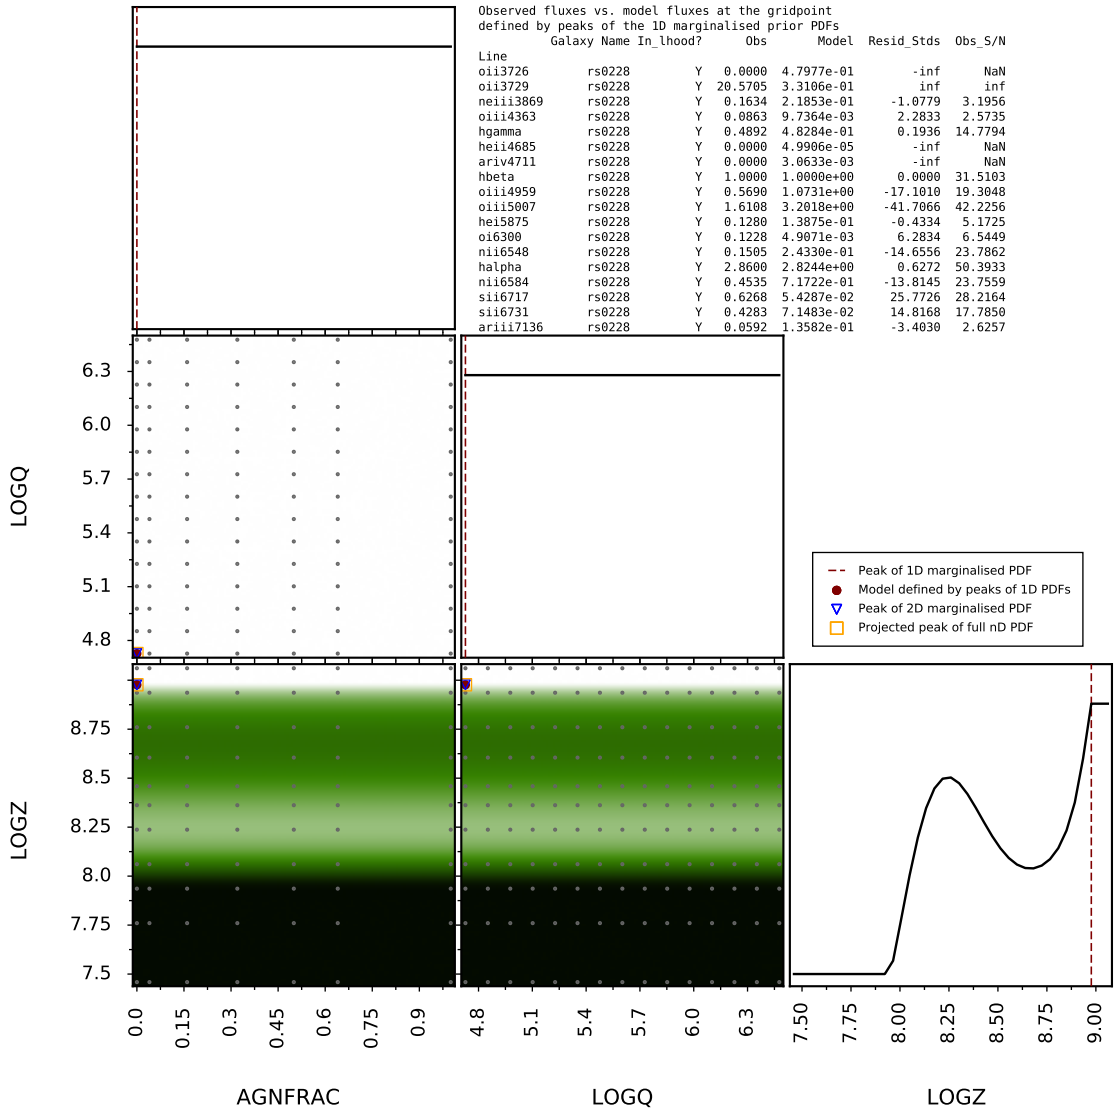 Observed fluxes vs. model fluxes at the gridpoint
defined by peaks of the 1D marginalised prior PDFs
Galaxy Name In_lhood? Obs Model Resid_Stds Obs_S/N
Line
oii3726 rs0228 Y 0.0000 4.7977e-01 -inf NaN
oii3729 rs0228 Y 20.5705 3.3106e-01 inf inf
neiii3869 rs0228 Y 0.1634 2.1853e-01 -1.0779 3.1956
oiii4363 rs0228 Y 0.0863 9.7364e-03 2.2833 2.5735
hgamma rs0228 Y 0.4892 4.8284e-01 0.1936 14.7794
heii4685 rs0228 Y 0.0000 4.9906e-05 -inf NaN
ariv4711 rs0228 Y 0.0000 3.0633e-03 -inf NaN
hbeta rs0228 Y 1.0000 1.0000e+00 0.0000 31.5103
oiii4959 rs0228 Y 0.5690 1.0731e+00 -17.1010 19.3048
oiii5007 rs0228 Y 1.6108 3.2018e+00 -41.7066 42.2256
hei5875 rs0228 Y 0.1280 1.3875e-01 -0.4334 5.1725
oi6300 rs0228 Y 0.1228 4.9071e-03 6.2834 6.5449
nii6548 rs0228 Y 0.1505 2.4330e-01 -14.6556 23.7862
halpha rs0228 Y 2.8600 2.8244e+00 0.6272 50.3933
nii6584 rs0228 Y 0.4535 7.1722e-01 -13.8145 23.7559
sii6717 rs0228 Y 0.6268 5.4287e-02 25.7726 28.2164
sii6731 rs0228 Y 0.4283 7.1483e-02 14.8168 17.7850
ariii7136 rs0228 Y 0.0592 1.3582e-01 -3.4030 2.6257
LOGQ
6.3
6.0
5.7
5.4
5.1
4.8
Peak of 1D marginalised PDF
Model defined by peaks of 1D PDFs
Peak of 2D marginalised PDF
Projected peak of full nD PDF
LOGZ
8.75
8.5
8.25
8.0
7.75
7.5
0.0 0.15 0.3 0.45 0.6 0.75 0.9
4.8 5.1 5.4 5.7 6.0 6.3
7.50 7.75 8.00 8.25 8.50 8.75 9.00
AGNFRAC LOGQ LOGZ